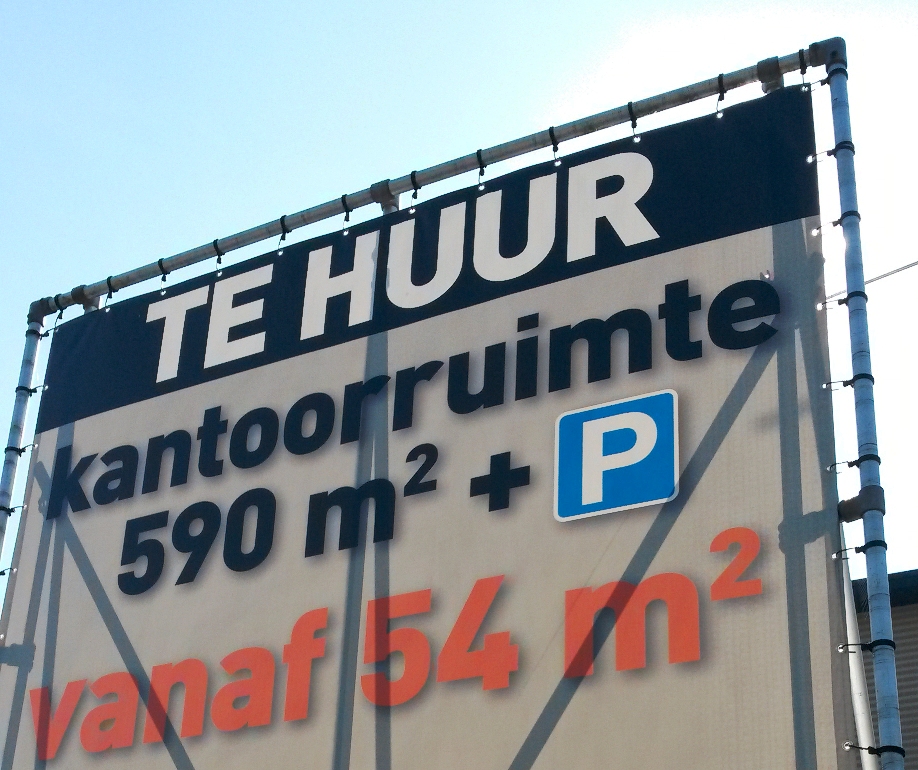 TE HUUR
kantoorruimte
590 m² + P
vanaf 54 m²